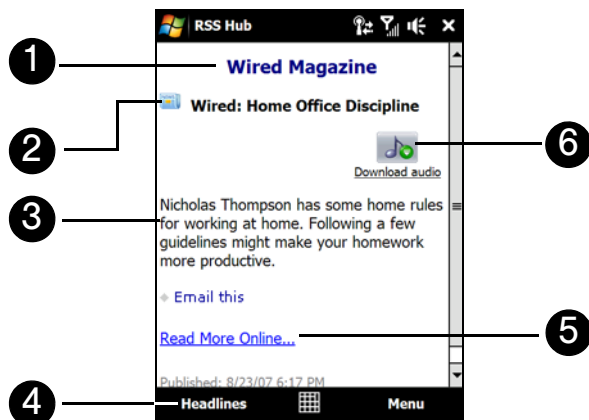 RSS Hub
1
Wired Magazine
2
Wired: Home Office Discipline
6
Download audio
3
Nicholas Thompson has some home rules
for working at home. Following a few
guidelines might make your homework
more productive.
Email this
Read More Online...
5
Published: 8/23/07 6:17 PM
4
Headlines
Menu